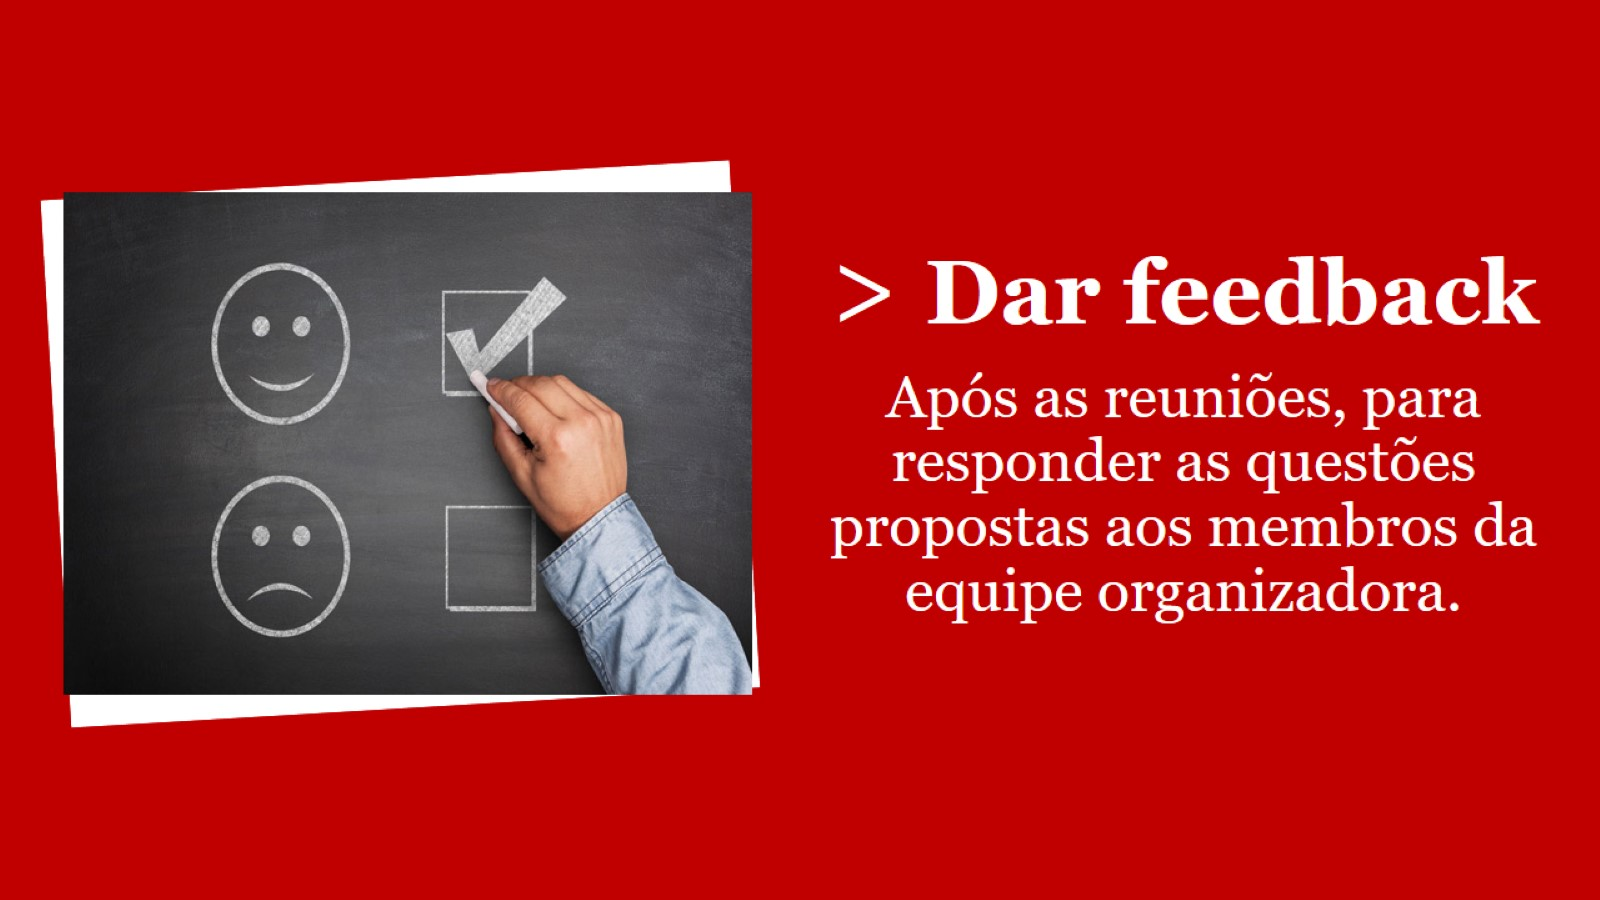 > Dar feedback
Após as reuniões, para
responder as questões
propostas aos membros da
equipe organizadora.